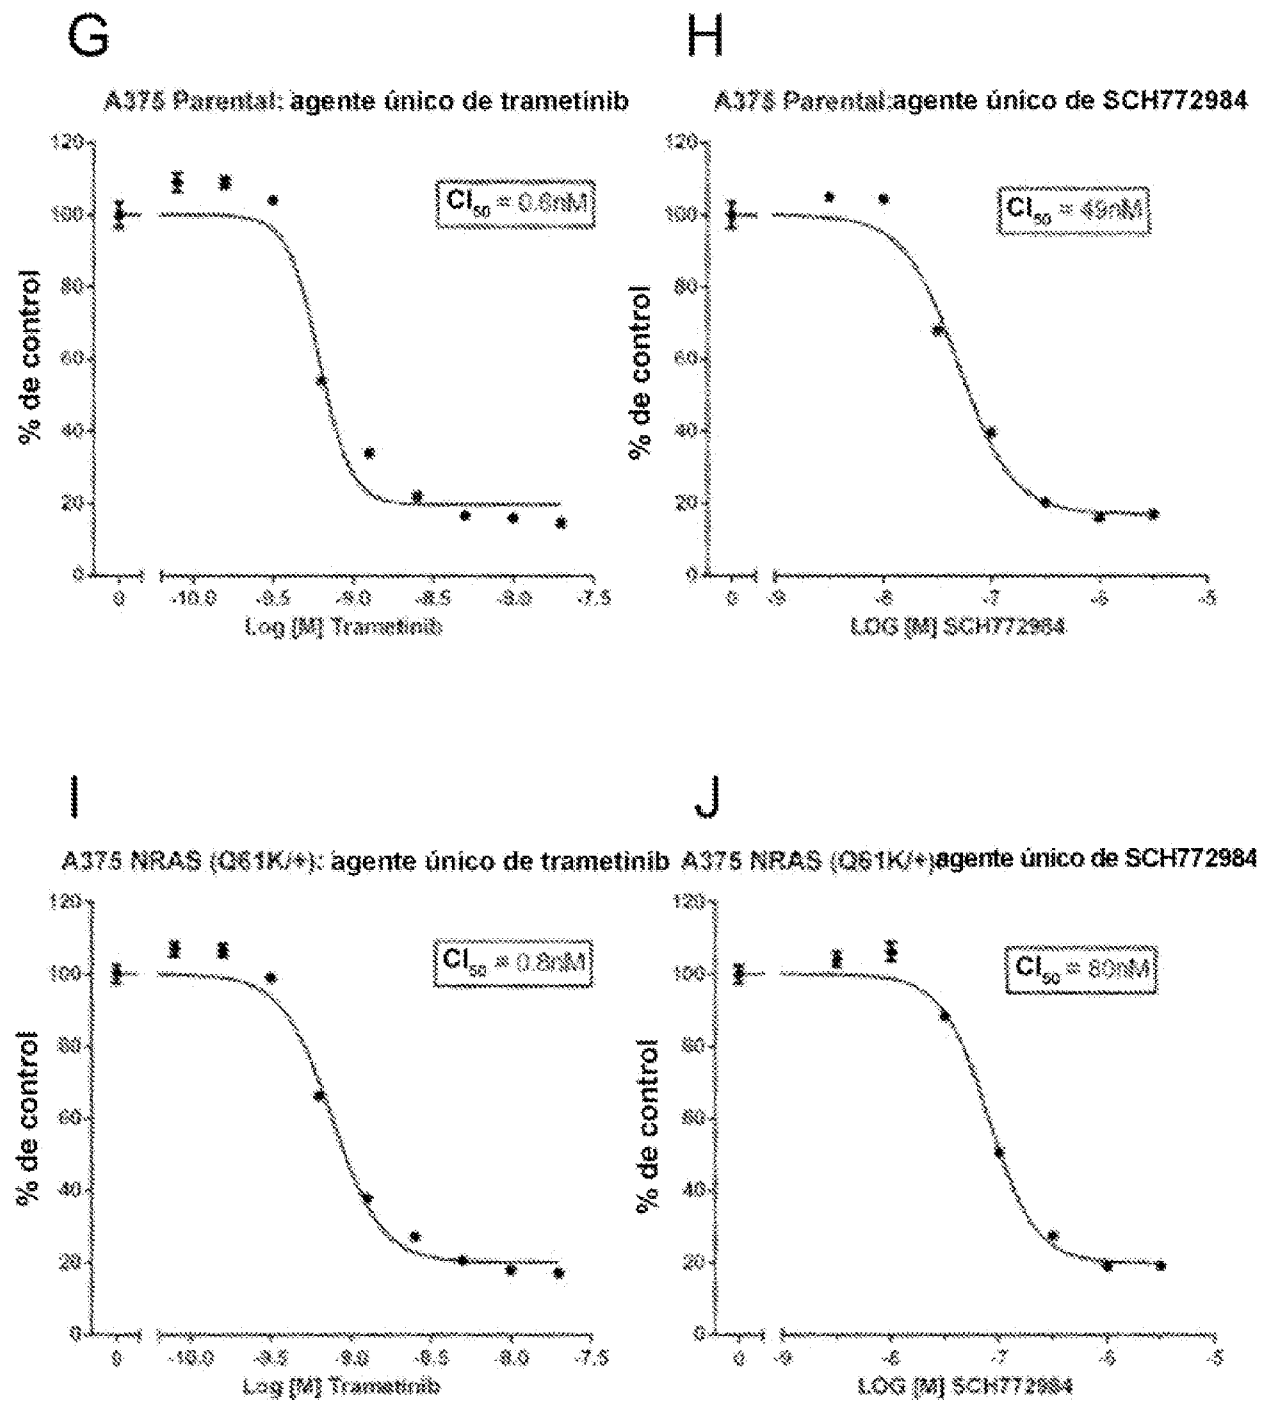 G
A375 Parental: agente único de trametinib
120
100
80
60
40
20
0
% de control
CI50 = 0.6nM
0 -10.0 -9.5 -9.0 -8.5 -8.0 -7.5
Log [M] Trametinib
H
A375 Parental:agente único de SCH772984
120
100
80
60
40
20
0
% de control
CI50 = 49nM
0 -9 -8 -7 -6 -5
LOG [M] SCH772984
I
A375 NRAS (Q61K/+): agente único de trametinib
120
100
80
60
40
20
0
% de control
CI50 = 0.8nM
0 -10.0 -9.5 -9.0 -8.5 -8.0 -7.5
Log [M] Trametinib
J
A375 NRAS (Q61K/+)agente único de SCH772984
120
100
80
60
40
20
0
% de control
CI50 = 80nM
0 -9 -8 -7 -6 -5
LOG [M] SCH772984